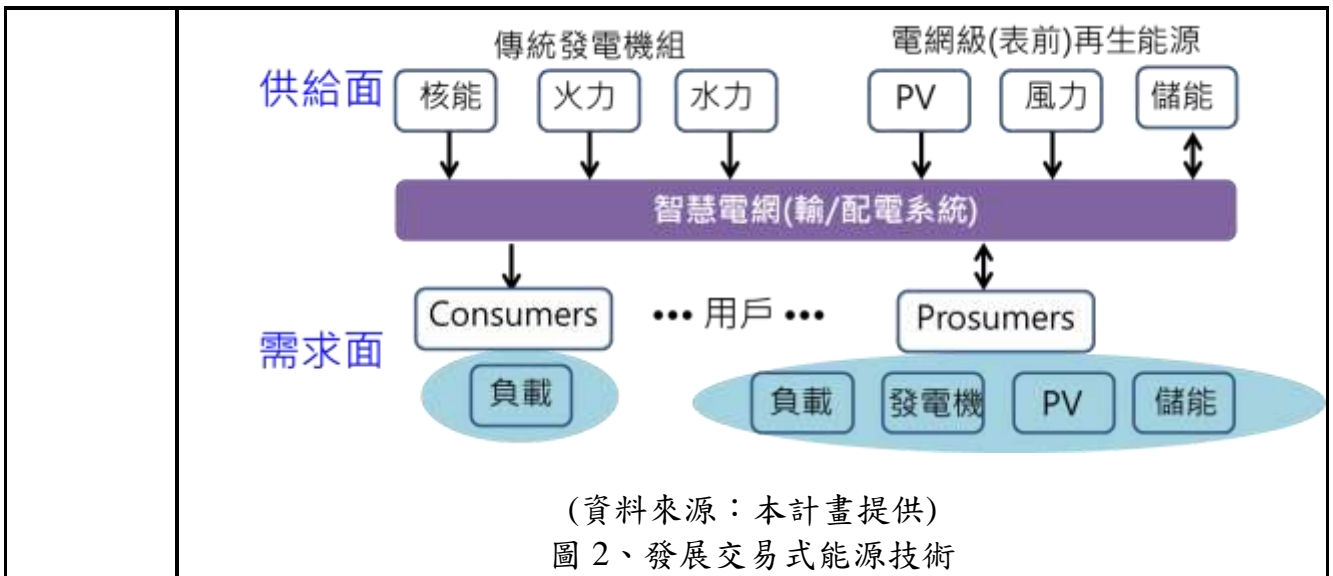 傳統發電機組 電網級(表前)再生能源
供給面 核能 火力 水力 PV 風力 儲能
智慧電網(輸/配電系統)
Consumers ••• 用戶 ••• Prosumers
需求面
負載 負載 發電機 PV 儲能
(資料來源：本計畫提供)
圖 2、發展交易式能源技術